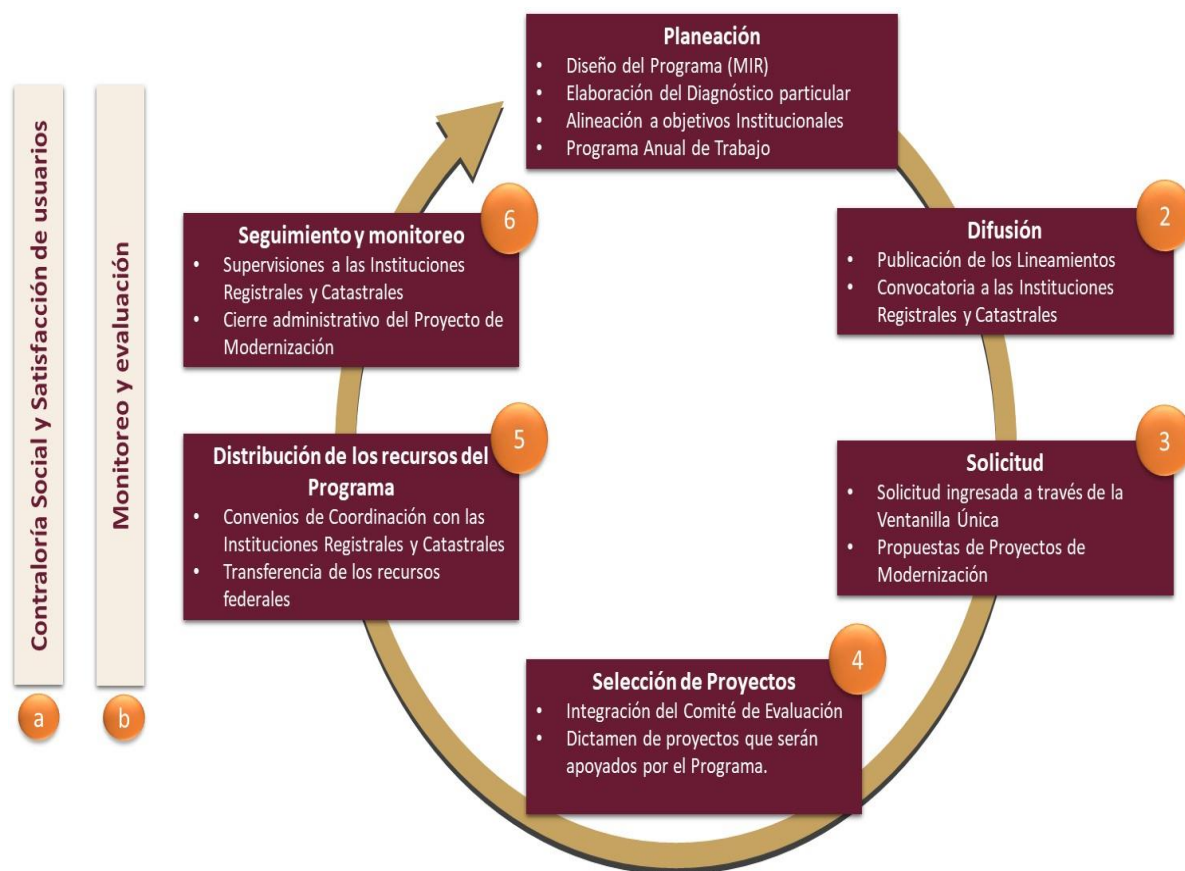 Planeación
• Diseño del Programa (MIR)
• Elaboración del Diagnóstico particular
• Alineación a objetivos Institucionales
• Programa Anual de Trabajo
2
Difusión
• Publicación de los Lineamientos
• Convocatoria a las Instituciones
Registrales y Catastrales
3
Solicitud
• Solicitud ingresada a través de la
Ventanilla Única
• Propuestas de Proyectos de
Modernización
4
Selección de Proyectos
• Integración del Comité de Evaluación
• Dictamen de proyectos que serán
apoyados por el Programa.
5
Distribución de los recursos del
Programa
• Convenios de Coordinación con las
Instituciones Registrales y Catastrales
• Transferencia de los recursos
federales
6
Seguimiento y monitoreo
• Supervisiones a las Instituciones
Registrales y Catastrales
• Cierre administrativo del Proyecto de
Modernización
Contraloría Social y Satisfacción de usuarios
a
Monitoreo y evaluación
b